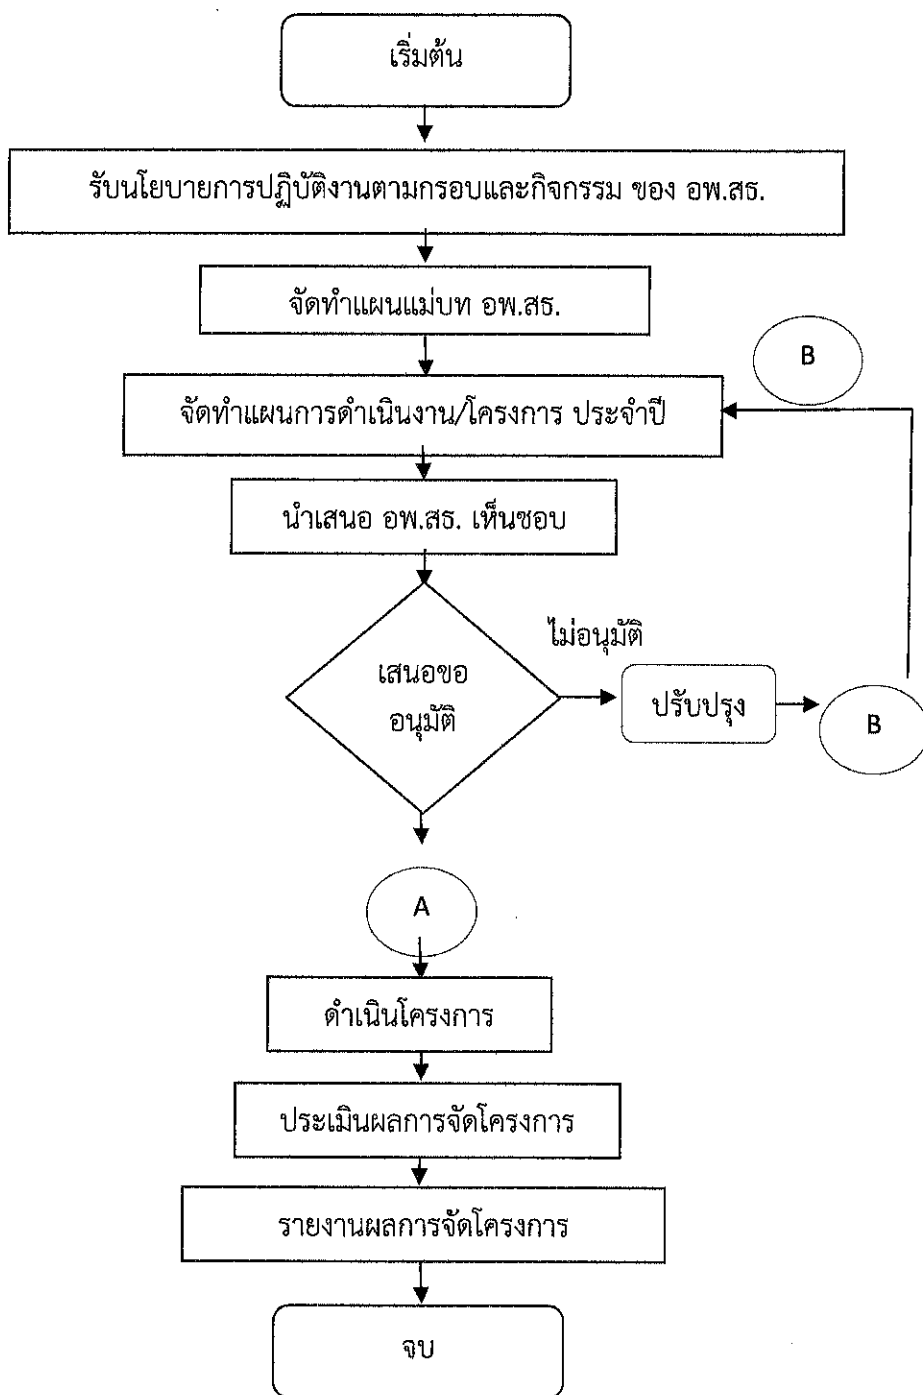 เริ่มต้น
รับนโยบายการปฏิบัติงานตามกรอบและกิจกรรม ของ อพ.สธ.
จัดทำแผนแม่บท อพ.สธ.
B
จัดทำแผนการดำเนินงาน/โครงการ ประจำปี
นำเสนอ อพ.สธ. เห็นชอบ
ไม่อนุมัติ
เสนอขอ
อนุมัติ
ปรับปรุง
B
A
ดำเนินโครงการ
ประเมินผลการจัดโครงการ
รายงานผลการจัดโครงการ
จบ